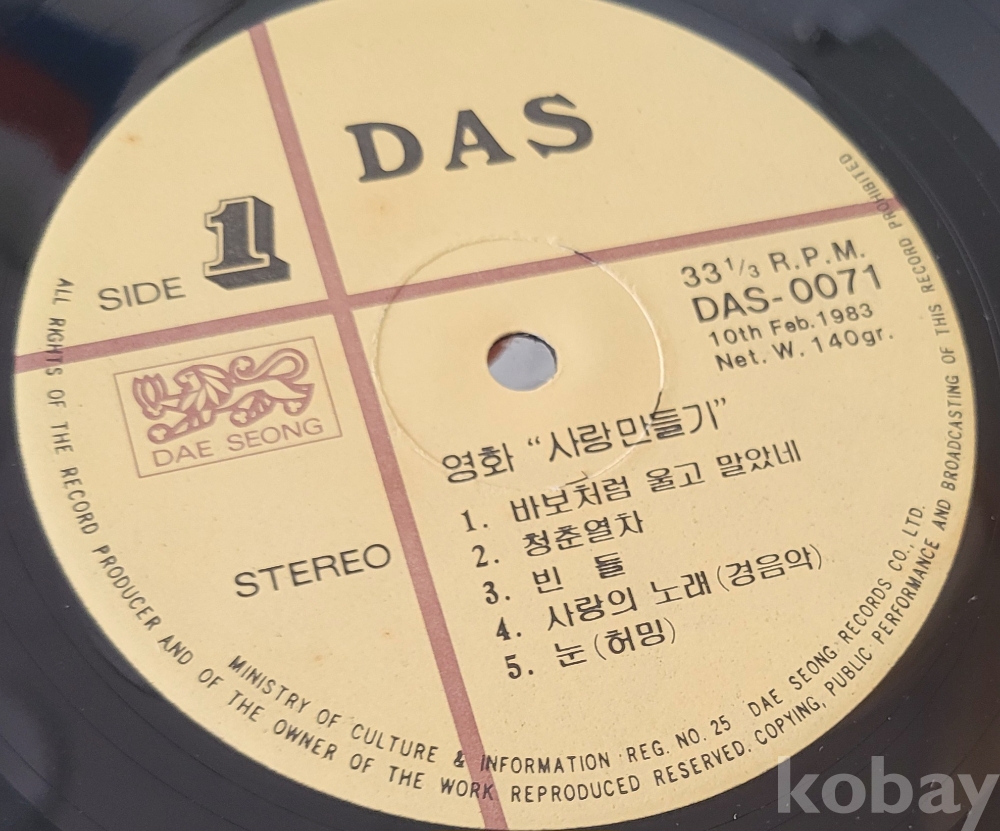 DAS
SIDE 1
33 1/3 R.P.M.
DAS-0071
10th Feb. 1983
Net. W. 140gr.
DAE SEONG
STEREO
영화 “사랑만들기”
1. 바보처럼 울고 말았네
2. 청춘열차
3. 빈 들
4. 사랑의 노래(경음악)
5. 눈(허밍)
MINISTRY OF CULTURE & INFORMATION REG. NO. 25 DAE SEONG RECORDS CO., LTD.
ALL RIGHTS OF THE RECORD PRODUCER AND OF THE OWNER OF THE WORK REPRODUCED RESERVED. COPYING, PUBLIC PERFORMANCE AND BROADCASTING OF THIS RECORD PROHIBITED
kobay